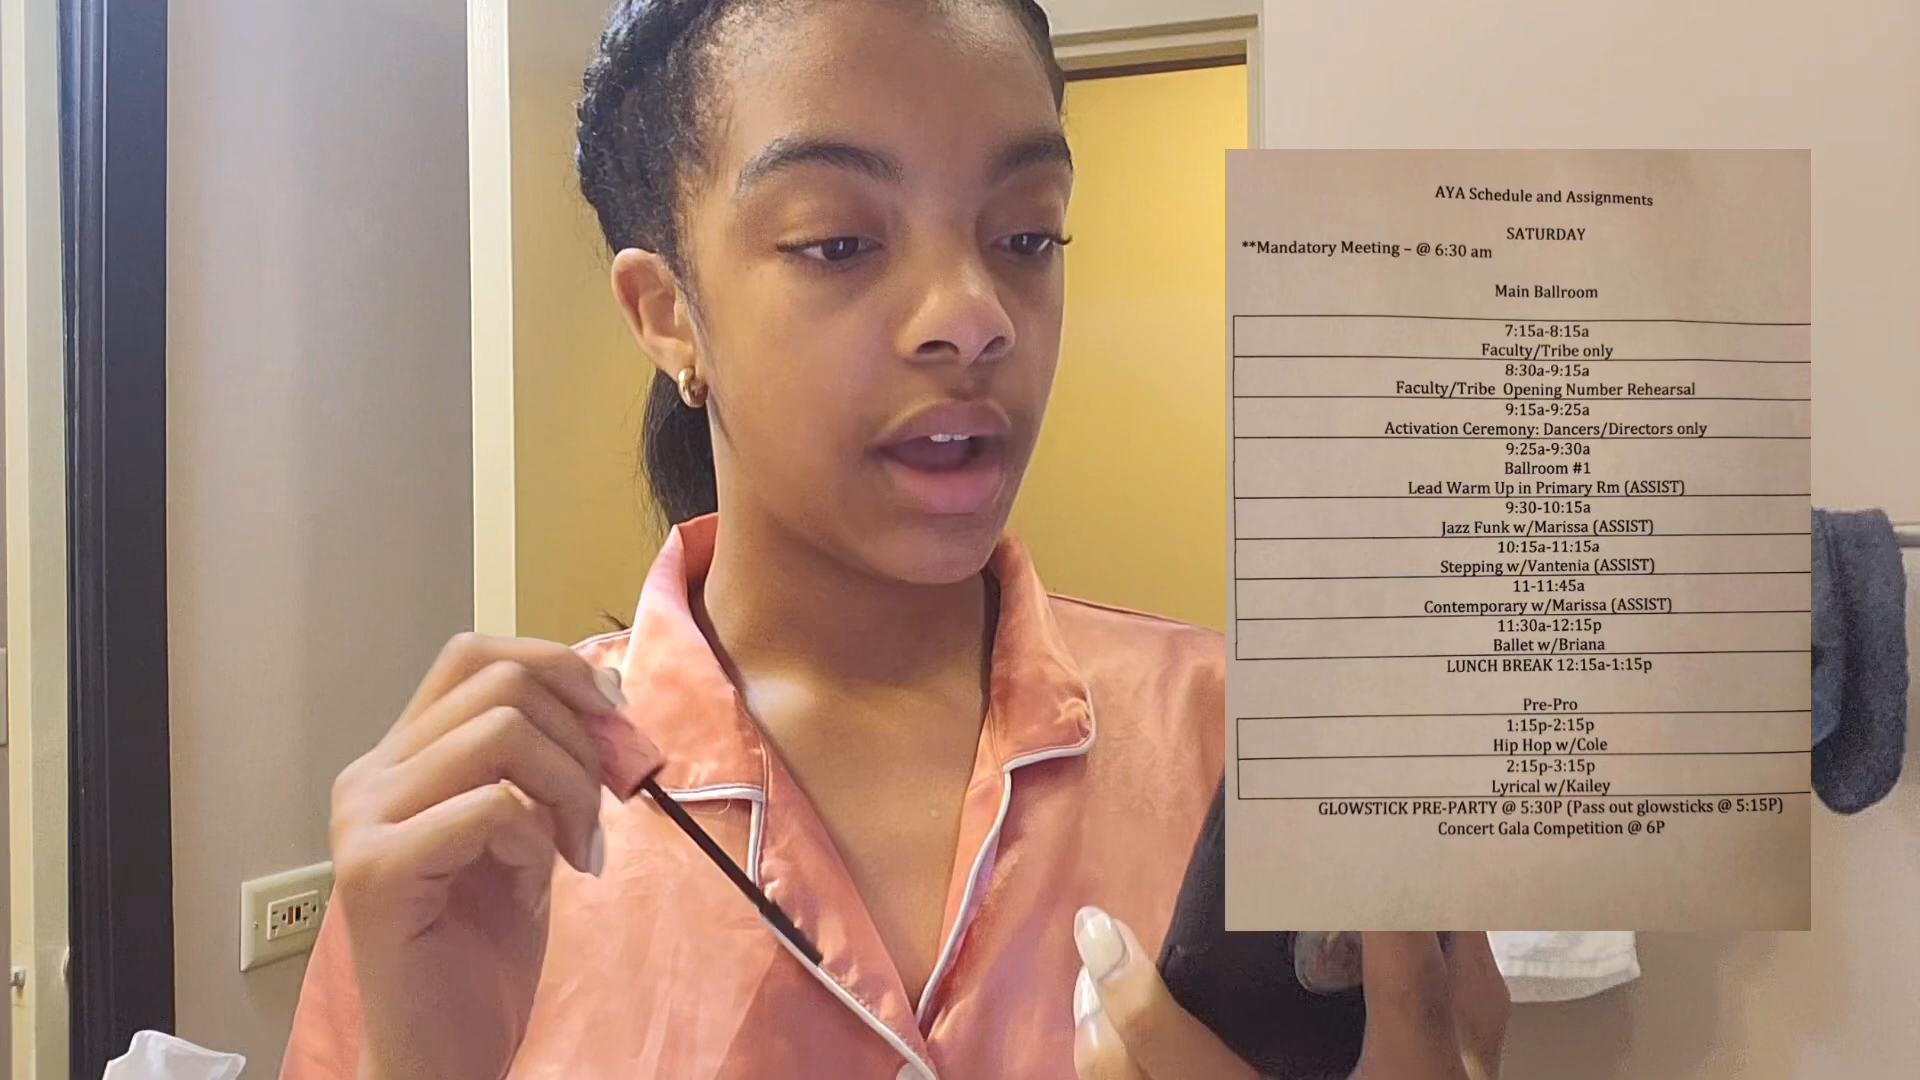 AYA Schedule and Assignments
SATURDAY
**Mandatory Meeting – @ 6:30 am
Main Ballroom
7:15a-8:15a
Faculty/Tribe only
8:30a-9:15a
Faculty/Tribe Opening Number Rehearsal
9:15a-9:25a
Activation Ceremony: Dancers/Directors only
9:25a-9:30a
Ballroom #1
Lead Warm Up in Primary Rm (ASSIST)
9:30-10:15a
Jazz Funk w/Marissa (ASSIST)
10:15a-11:15a
Stepping w/Vantenia (ASSIST)
11-11:45a
Contemporary w/Marissa (ASSIST)
11:30a-12:15p
Ballet w/Briana
LUNCH BREAK 12:15a-1:15p
Pre-Pro
1:15p-2:15p
Hip Hop w/Cole
2:15p-3:15p
Lyrical w/Kailey
GLOWSTICK PRE-PARTY @ 5:30P (Pass out glowsticks @ 5:15P)
Concert Gala Competition @ 6P